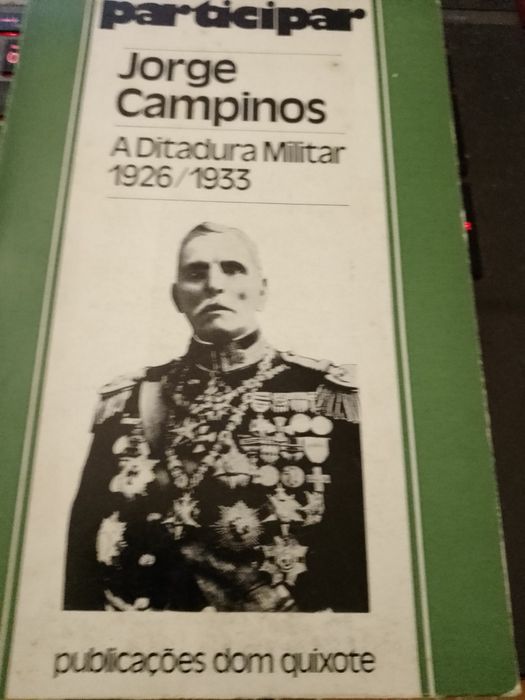 participar
Jorge
Campinos
A Ditadura Militar
1926/1933
publicações dom quixote